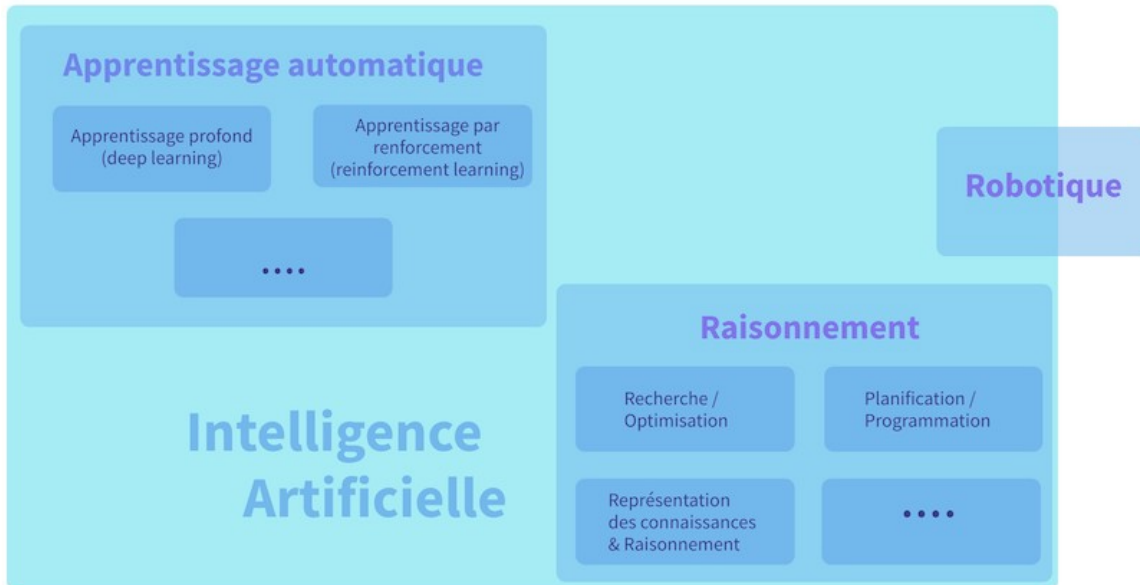 Apprentissage automatique
Apprentissage profond
(deep learning)
Apprentissage par
renforcement
(reinforcement learning)
....
Robotique
Raisonnement
Recherche /
Optimisation
Planification /
Programmation
Représentation
des connaissances
& Raisonnement
....
Intelligence
Artificielle